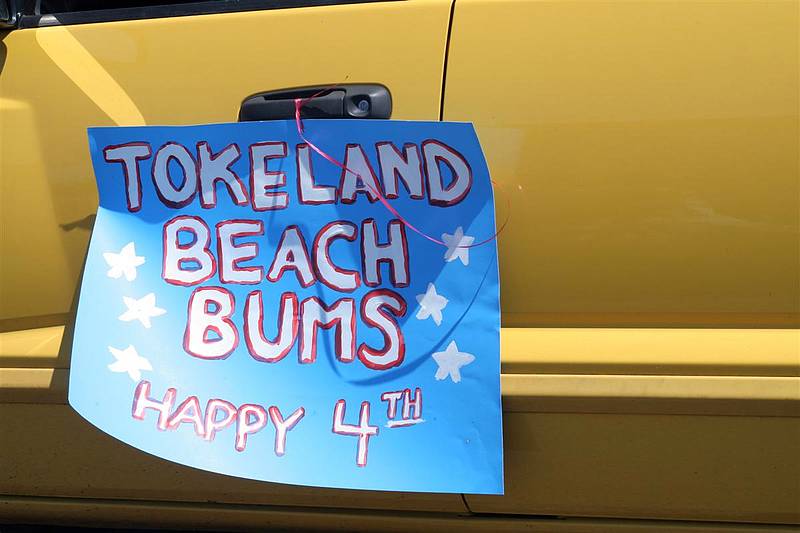 TOKELAND
BEACH
BUMS
HAPPY 4TH